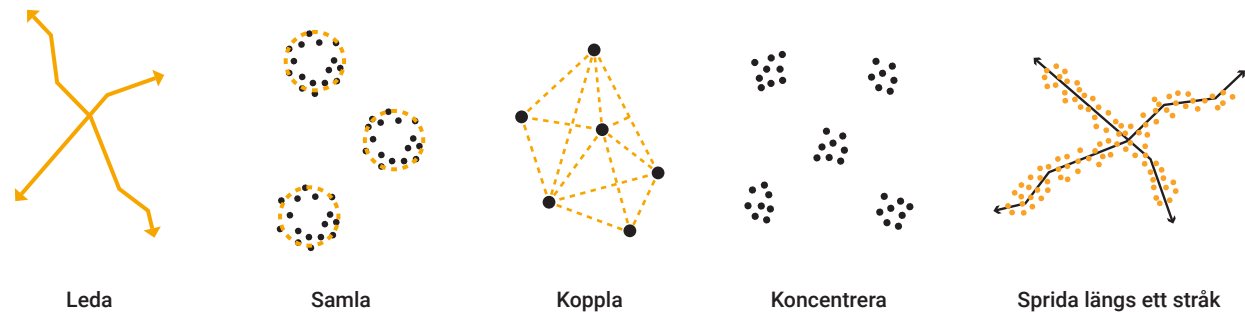 Leda
Samla
Koppla
Koncentrera
Sprida längs ett stråk